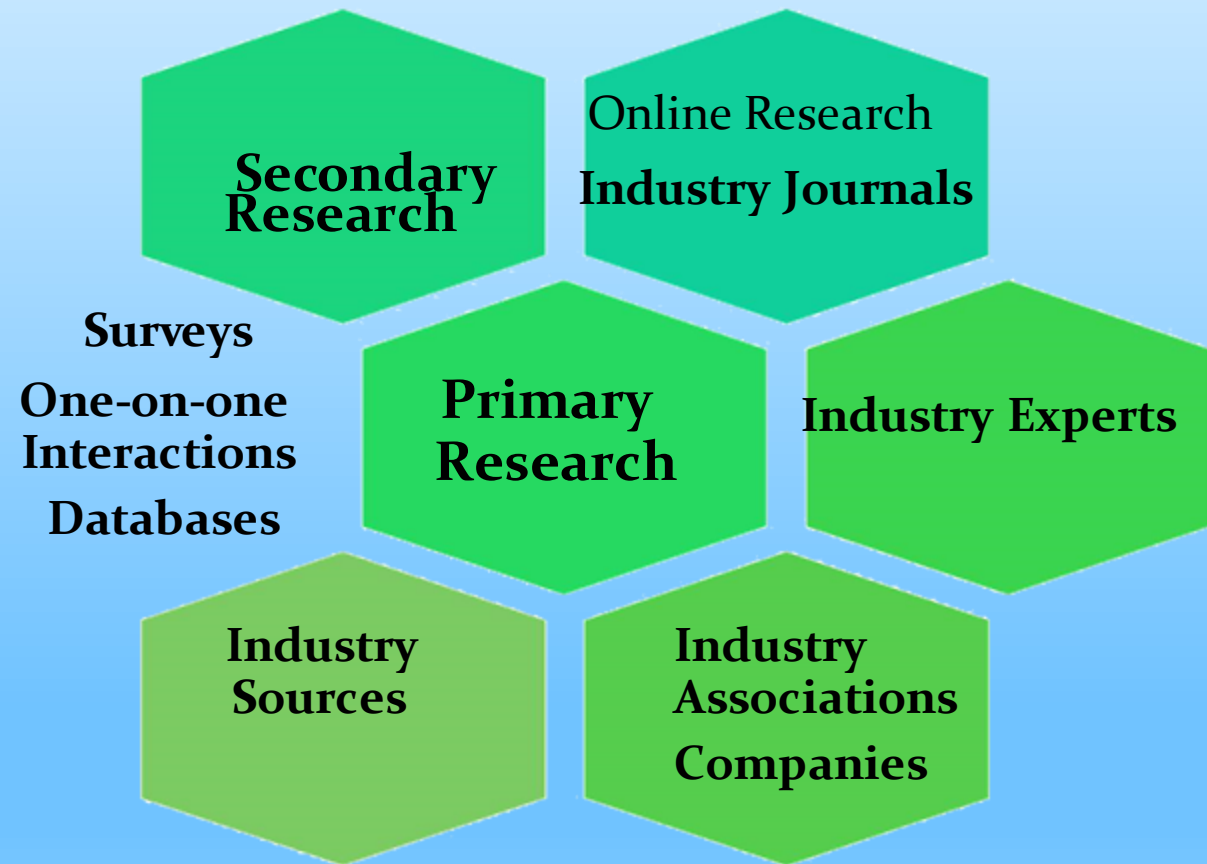 Secondary
Research
Online Research
Industry Journals
Surveys
One-on-one
Interactions
Databases
Primary
Research
Industry Experts
Industry
Sources
Industry
Associations
Companies